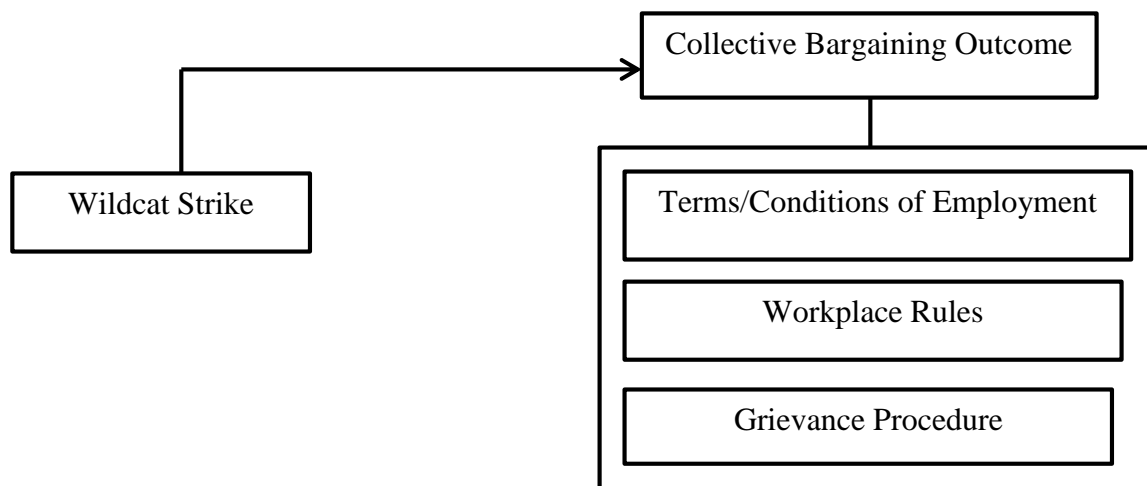 Collective Bargaining Outcome
Wildcat Strike
Terms/Conditions of Employment
Workplace Rules
Grievance Procedure